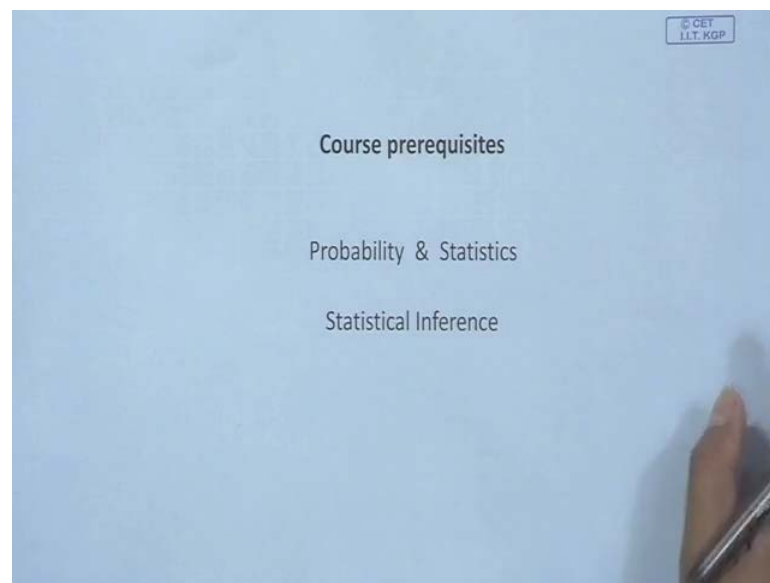 © CET
I.I.T. KGP
Course prerequisites
Probability & Statistics
Statistical Inference